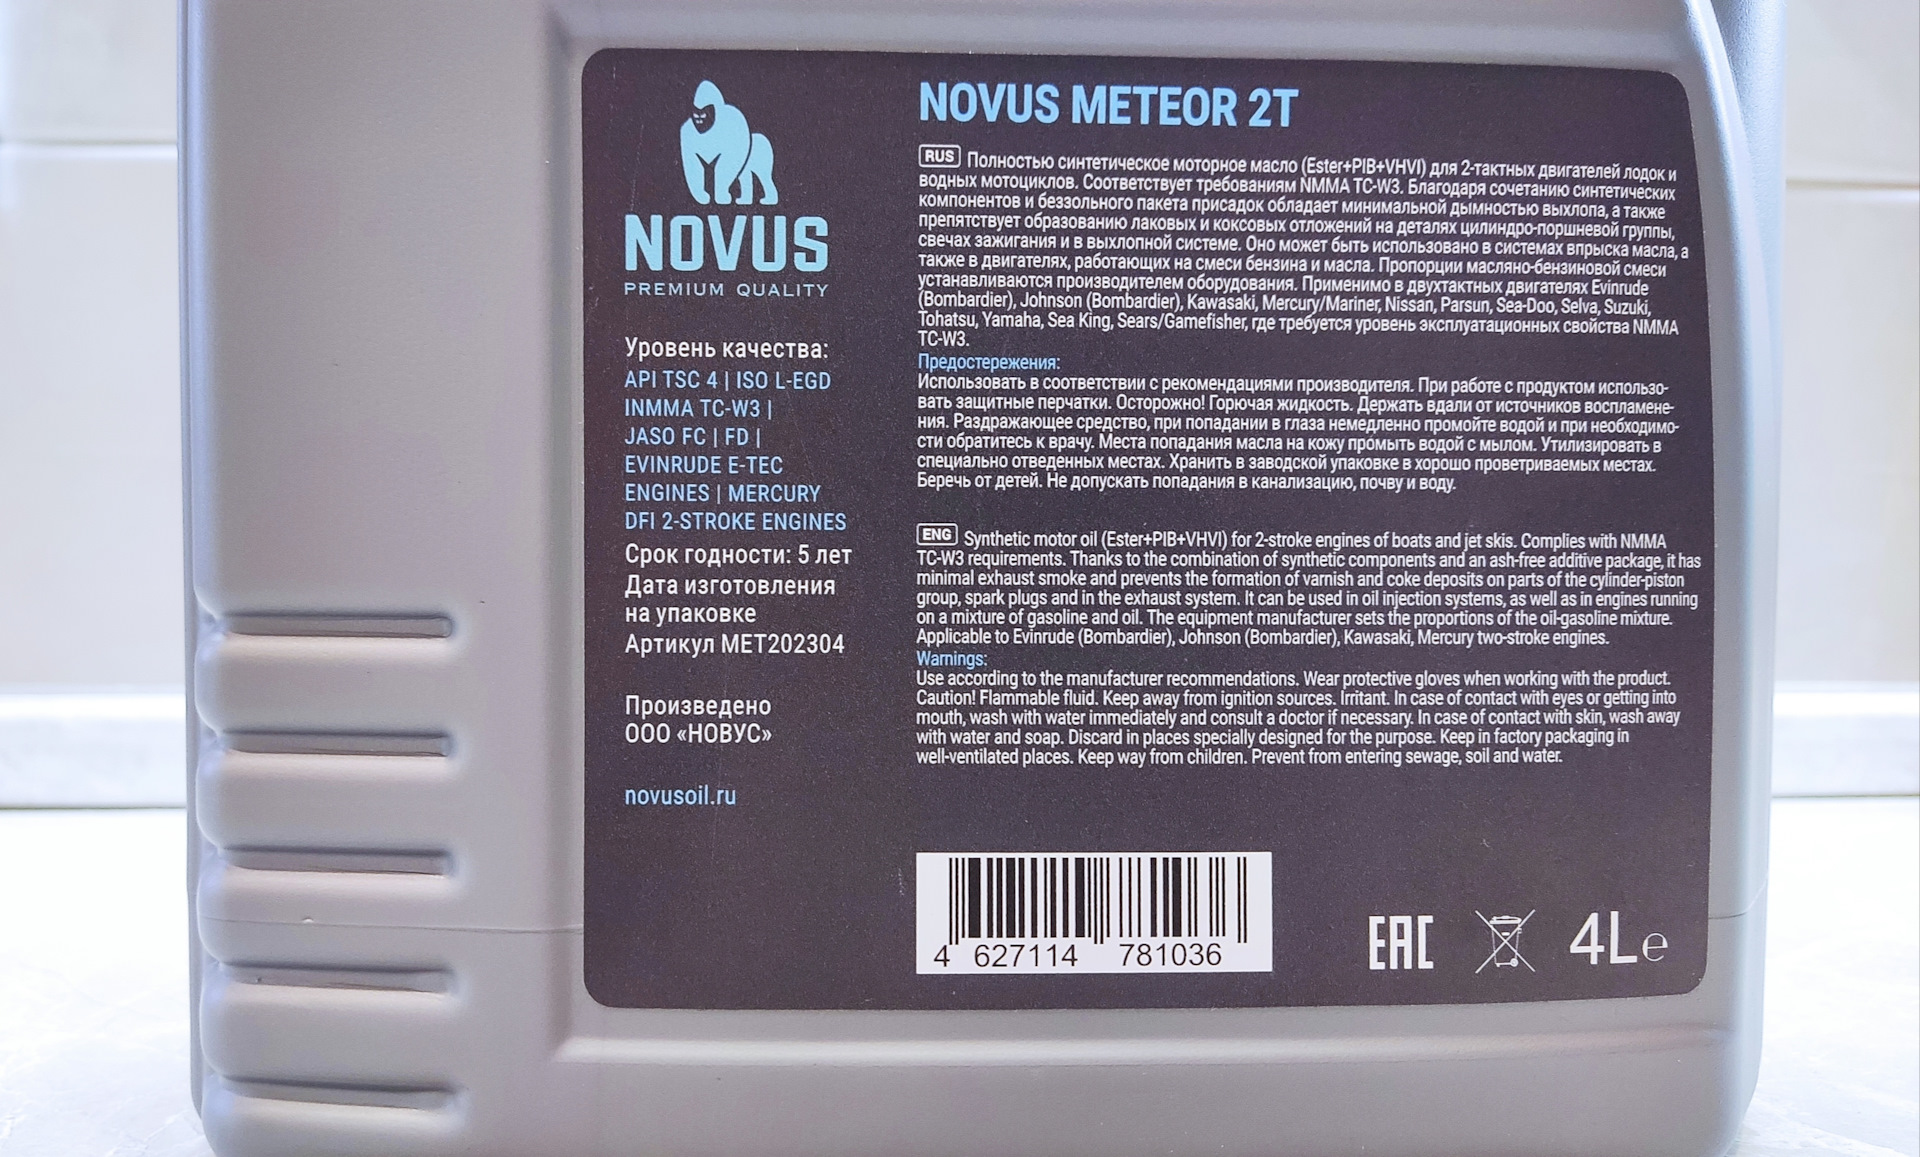 NOVUS
PREMIUM QUALITY
Уровень качества:
API TSC 4 | ISO L-EGD
INMMA TC-W3 |
JASO FC | FD |
EVINRUDE E-TEC
ENGINES | MERCURY
DFI 2-STROKE ENGINES
Срок годности: 5 лет
Дата изготовления
на упаковке
Артикул МЕТ202304
Произведено
ООО «НОВУС»
novusoil.ru
NOVUS METEOR 2T
RUS Полностью синтетическое моторное масло (Ester+PIB+VHVI) для 2-тактных двигателей лодок и
водных мотоциклов. Соответствует требованиям NMMA TC-W3. Благодаря сочетанию синтетических
компонентов и беззольного пакета присадок обладает минимальной дымностью выхлопа, а также
препятствует образованию лаковых и коксовых отложений на деталях цилиндро-поршневой группы,
свечах зажигания и в выхлопной системе. Оно может быть использовано в системах впрыска масла, а
также в двигателях, работающих на смеси бензина и масла. Пропорции масляно-бензиновой смеси
устанавливаются производителем оборудования. Применимо в двухтактных двигателях Evinrude
(Bombardier), Johnson (Bombardier), Kawasaki, Mercury/Mariner, Nissan, Parsun, Sea-Doo, Selva, Suzuki,
Tohatsu, Yamaha, Sea King, Sears/Gamefisher, где требуется уровень эксплуатационных свойства NMMA
TC-W3.
Предостережения:
Использовать в соответствии с рекомендациями производителя. При работе с продуктом использо-
вать защитные перчатки. Осторожно! Горючая жидкость. Держать вдали от источников воспламене-
ния. Раздражающее средство, при попадании в глаза немедленно промойте водой и при необходимо-
сти обратитесь к врачу. Места попадания масла на кожу промыть водой с мылом. Утилизировать в
специально отведенных местах. Хранить в заводской упаковке в хорошо проветриваемых местах.
Беречь от детей. Не допускать попадания в канализацию, почву и воду.
ENG Synthetic motor oil (Ester+PIB+VHVI) for 2-stroke engines of boats and jet skis. Complies with NMMA
TC-W3 requirements. Thanks to the combination of synthetic components and an ash-free additive package, it has
minimal exhaust smoke and prevents the formation of varnish and coke deposits on parts of the cylinder-piston
group, spark plugs and in the exhaust system. It can be used in oil injection systems, as well as in engines running
on a mixture of gasoline and oil. The equipment manufacturer sets the proportions of the oil-gasoline mixture.
Applicable to Evinrude (Bombardier), Johnson (Bombardier), Kawasaki, Mercury two-stroke engines.
Warnings:
Use according to the manufacturer recommendations. Wear protective gloves when working with the product.
Caution! Flammable fluid. Keep away from ignition sources. Irritant. In case of contact with eyes or getting into
mouth, wash with water immediately and consult a doctor if necessary. In case of contact with skin, wash away
with water and soap. Discard in places specially designed for the purpose. Keep in factory packaging in
well-ventilated places. Keep way from children. Prevent from entering sewage, soil and water.
4 627114 781036
EAC
4L e